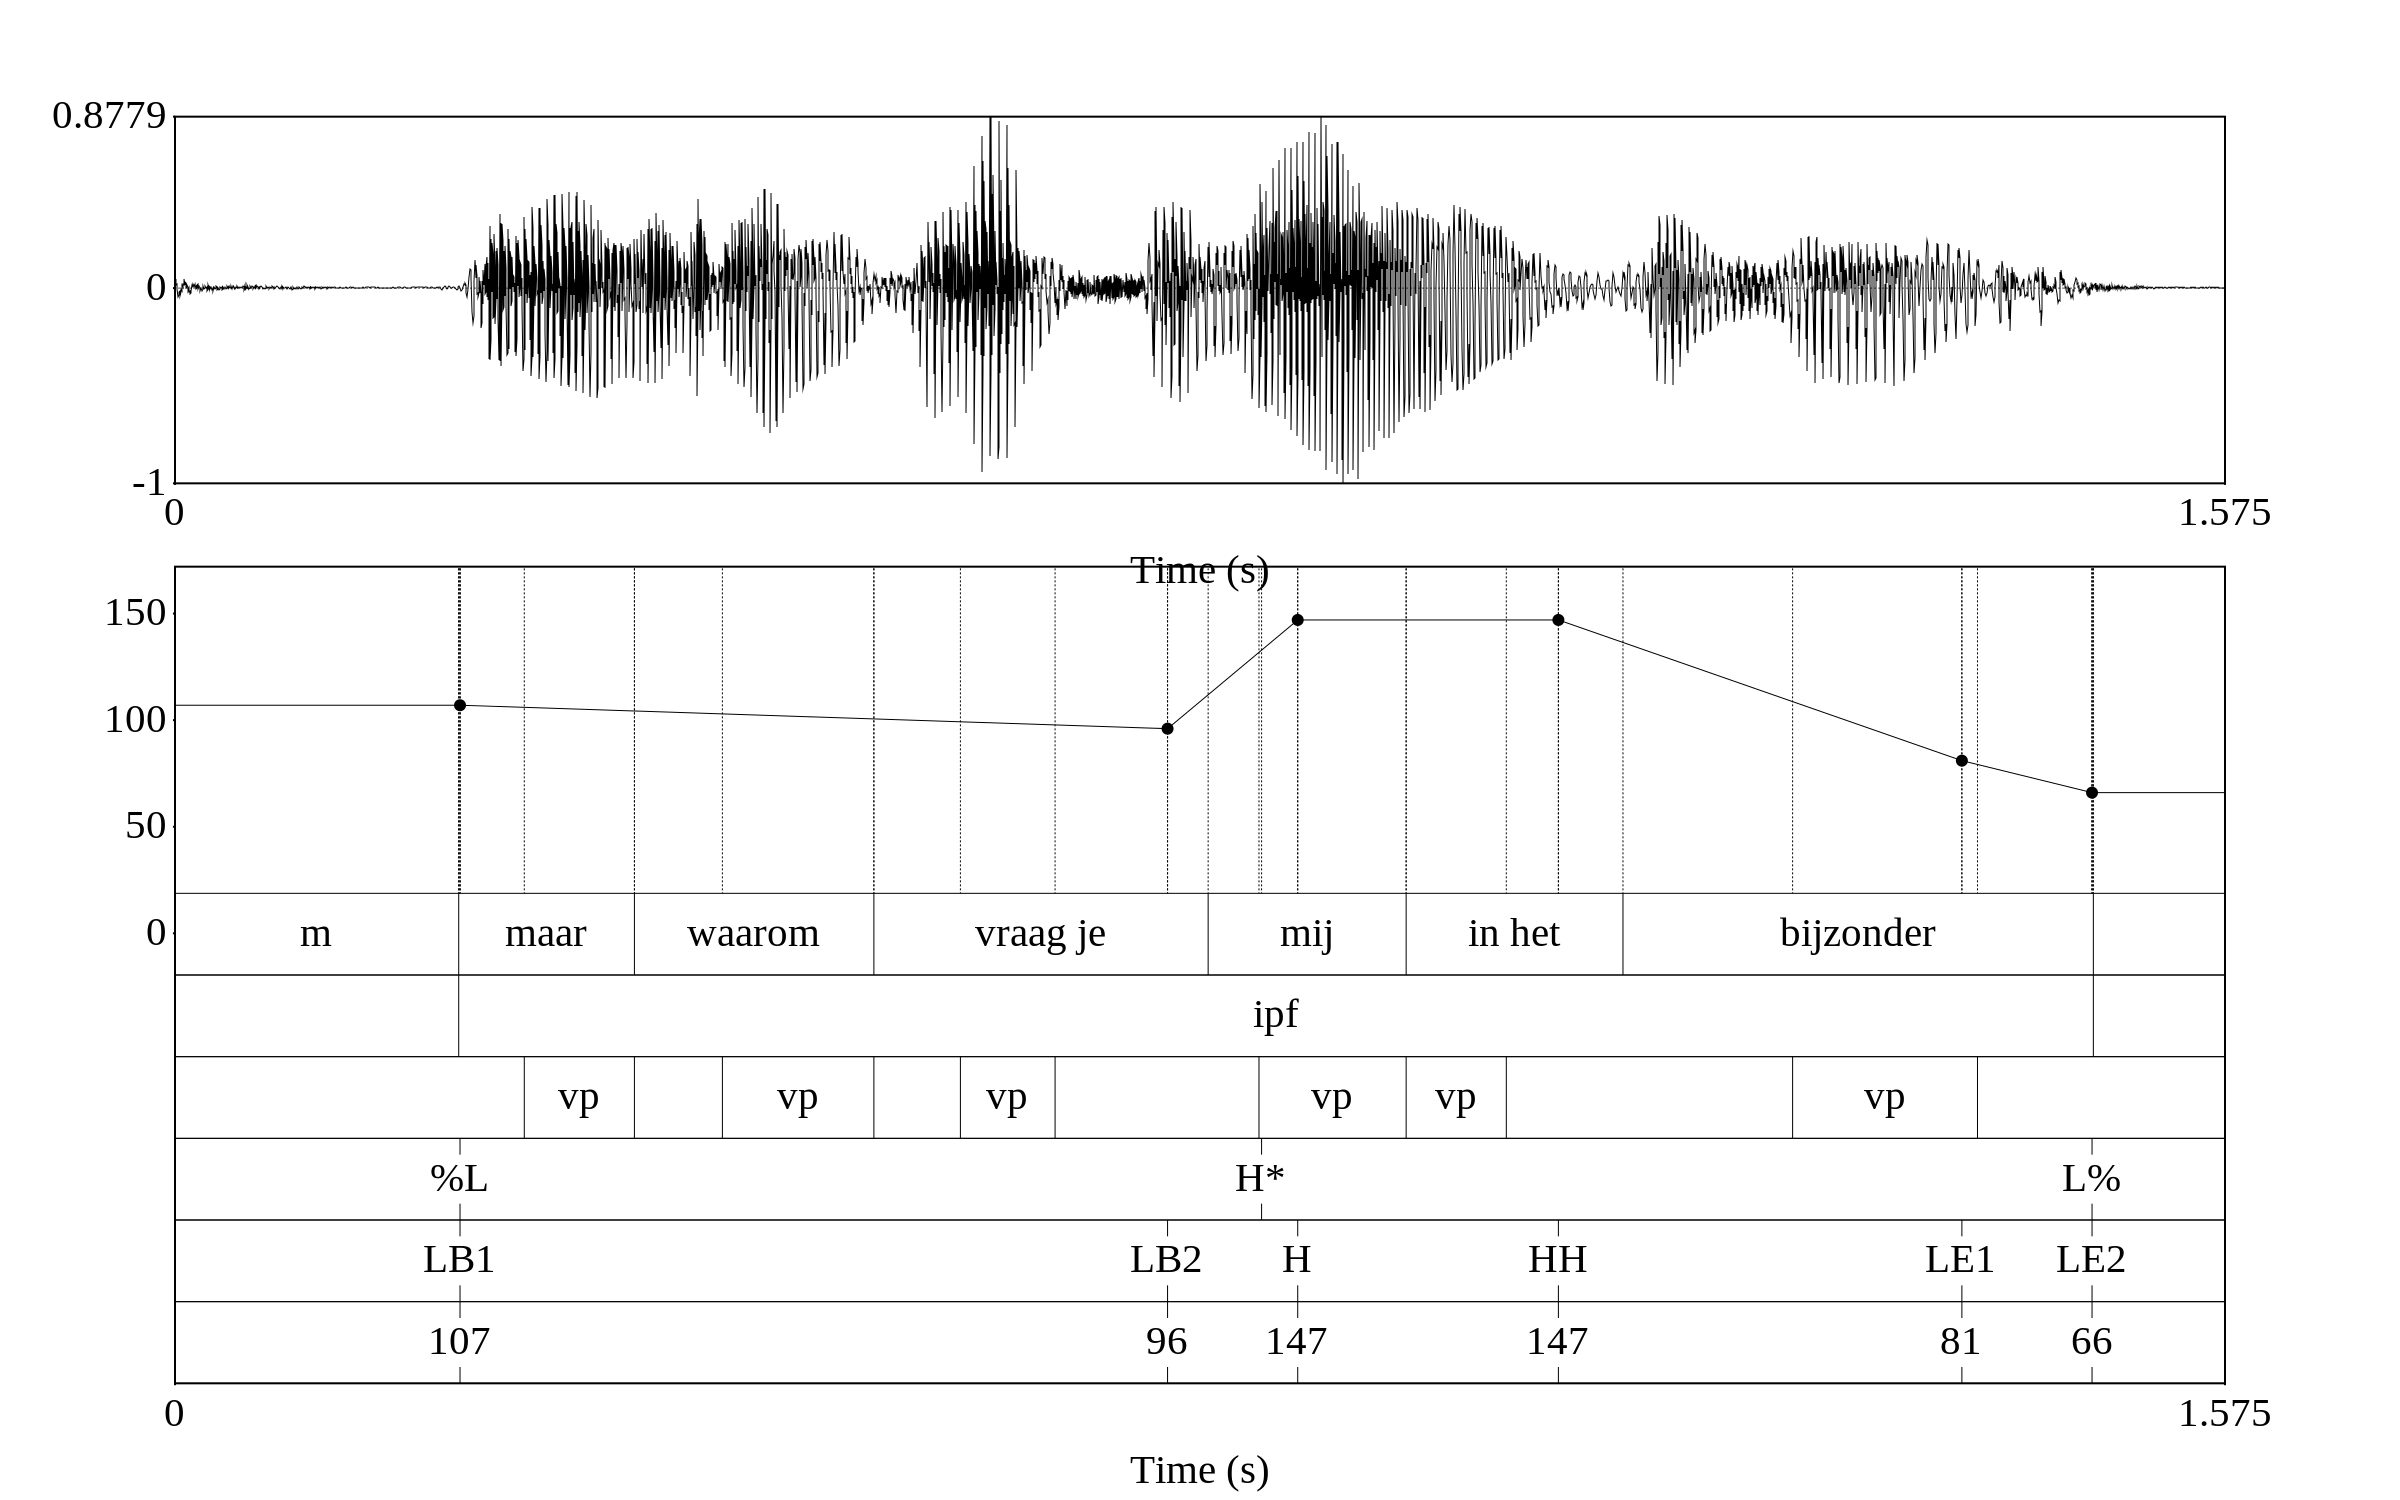 0.8779
0
-1
0 1.575
Time (s)
150
100
50
0
m maar waarom vraag je mij in het bijzonder
ipf
vp vp vp vp vp vp
%L H* L%
LB1 LB2 H HH LE1 LE2
107 96 147 147 81 66
0 1.575
Time (s)